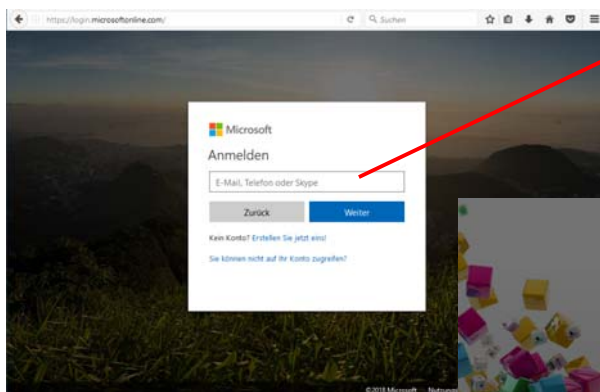 https://login.microsoftonline.com/
Suchen
Microsoft
Anmelden
E-Mail, Telefon oder Skype
Zurück
Weiter
Kein Konto? Erstellen Sie jetzt eins!
Sie können nicht auf Ihr Konto zugreifen?
©2018 Microsoft